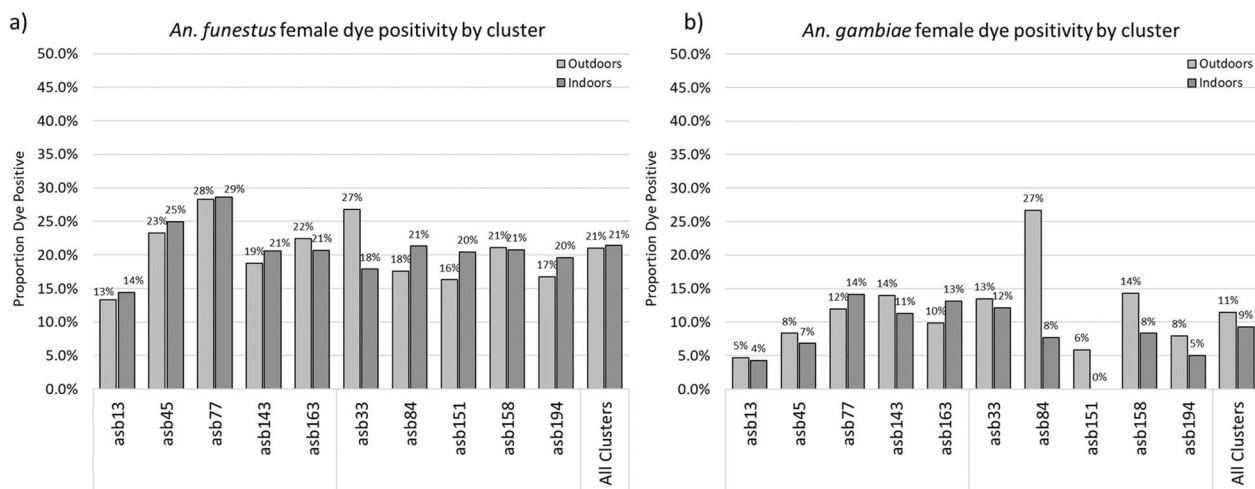 a)
An. funestus female dye positivity by cluster
50.0%
45.0%
40.0%
35.0%
30.0%
25.0%
20.0%
15.0%
10.0%
5.0%
0.0%
Proportion Dye Positive
Outdoors
Indoors
13% 14% 23% 25% 28% 29% 19% 21% 22% 21% 27% 18% 18% 21% 16% 20% 21% 21% 17% 20% 21% 21%
asb13 asb45 asb77 asb143 asb163 asb33 asb84 asb151 asb158 asb194 All Clusters
b)
An. gambiae female dye positivity by cluster
50.0%
45.0%
40.0%
35.0%
30.0%
25.0%
20.0%
15.0%
10.0%
5.0%
0.0%
Proportion Dye Positive
Outdoors
Indoors
5% 4% 8% 7% 12% 14% 14% 11% 10% 13% 13% 12% 27% 8% 6% 0% 14% 8% 8% 5% 11% 9%
asb13 asb45 asb77 asb143 asb163 asb33 asb84 asb151 asb158 asb194 All Clusters